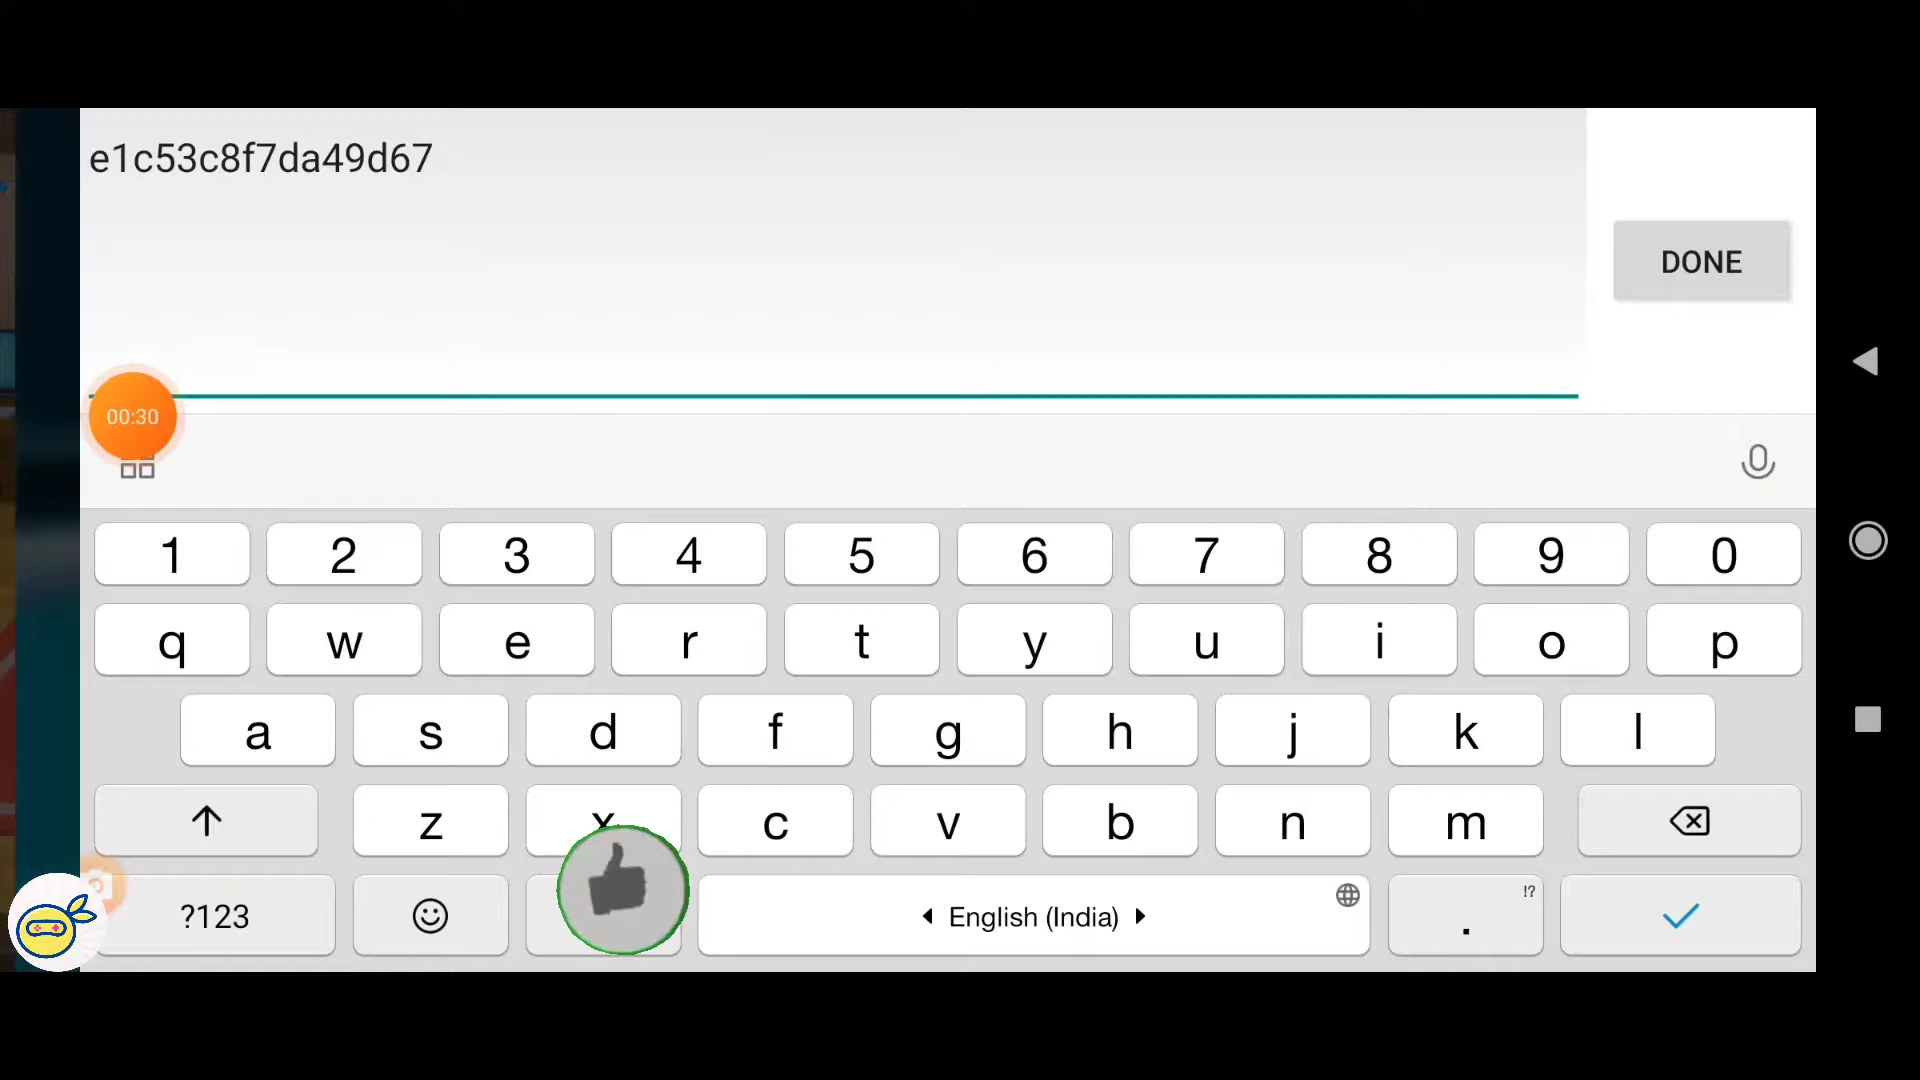 e1c53c8f7da49d67
DONE
00:30
1 2 3 4 5 6 7 8 9 0
q w e r t y u i o p
a s d f g h j k l
z x c v b n m
!?
?123 English (India) .